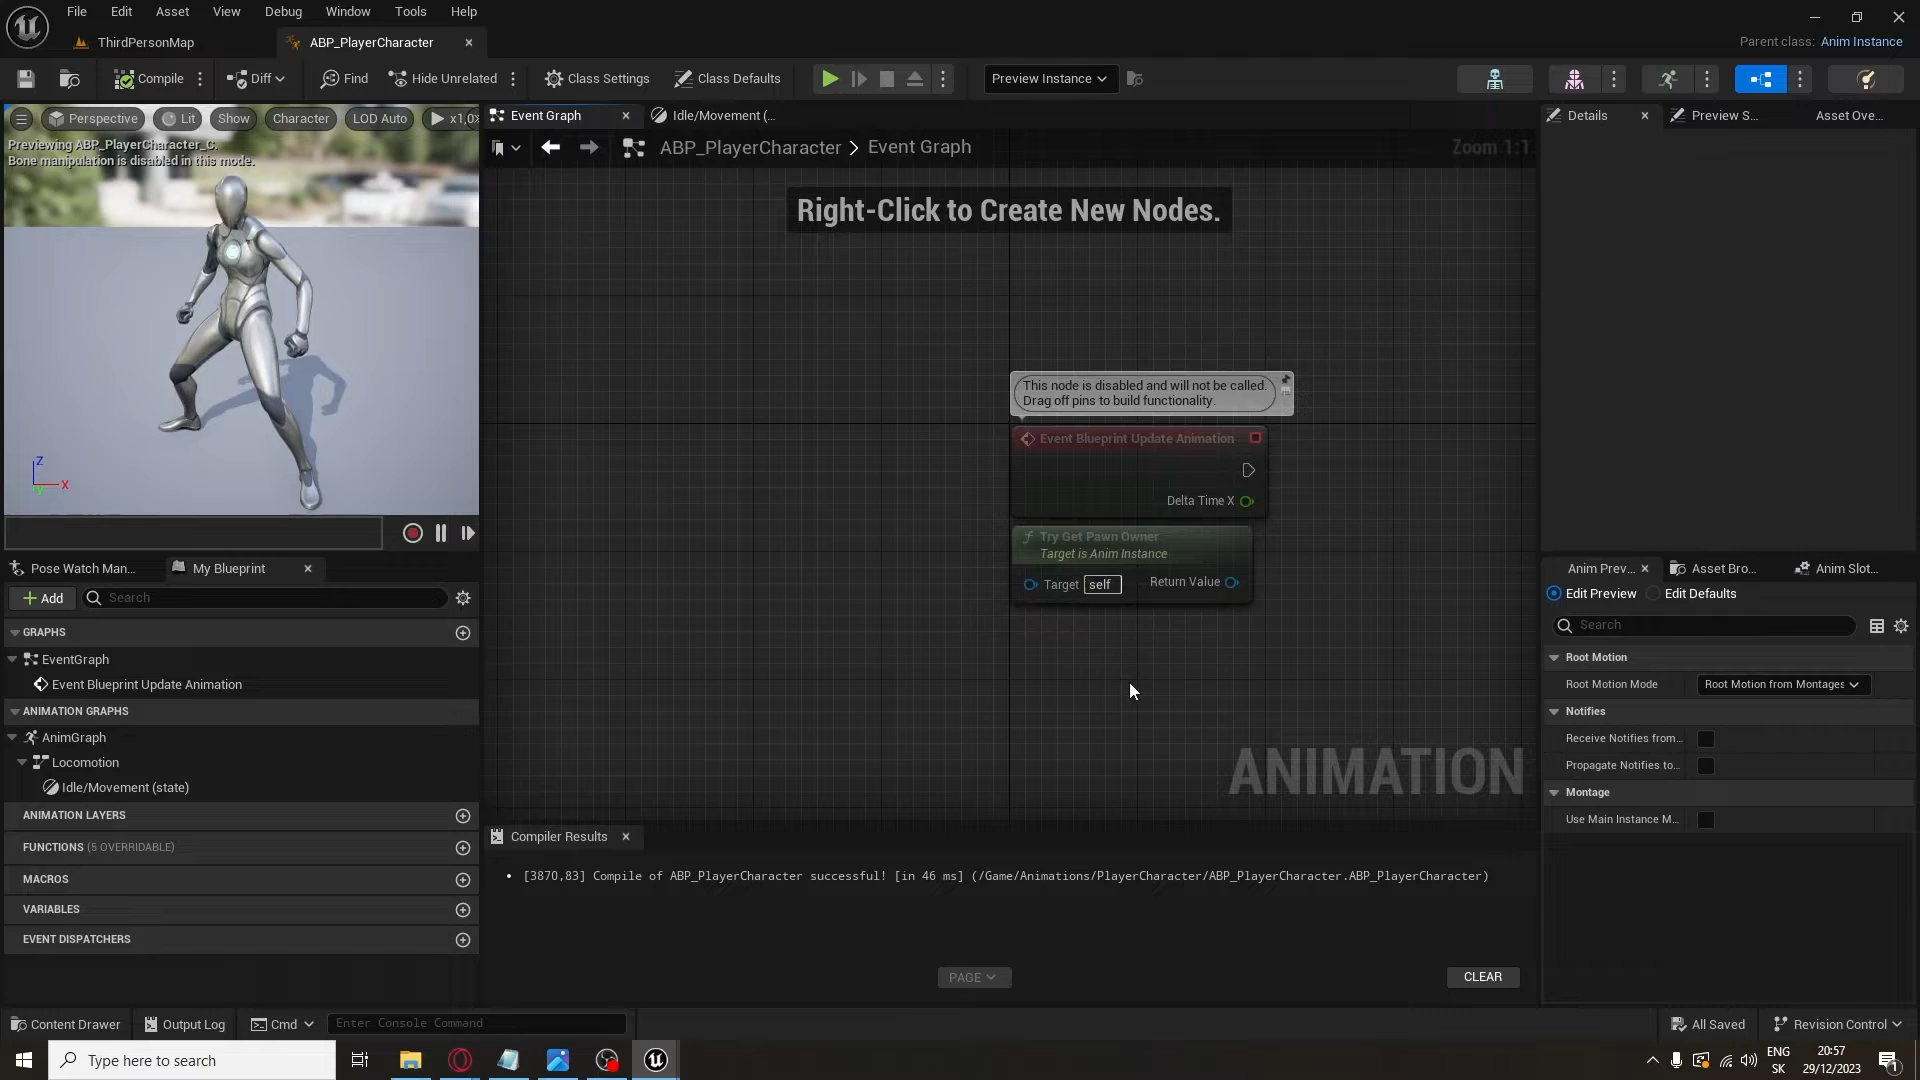 File Edit Asset View Debug Window Tools Help
ThirdPersonMap
ABP_PlayerCharacter
Parent class: Anim Instance
Compile
Diff
Find
Hide Unrelated
Class Settings
Class Defaults
Preview Instance
Perspective
Lit
Show
Character
LOD Auto
x1,0
Previewing ABP_PlayerCharacter_C.
Bone manipulation is disabled in this mode.
Z
X
Event Graph
Idle/Movement (...
ABP_PlayerCharacter > Event Graph
Zoom 1:1
Right-Click to Create New Nodes.
This node is disabled and will not be called.
Drag off pins to build functionality.
Event Blueprint Update Animation
Delta Time X
Try Get Pawn Owner
Target is Anim Instance
Target self
Return Value
ANIMATION
Pose Watch Man...
My Blueprint
Add
Search
GRAPHS
EventGraph
Event Blueprint Update Animation
ANIMATION GRAPHS
AnimGraph
Locomotion
Idle/Movement (state)
ANIMATION LAYERS
FUNCTIONS (5 OVERRIDABLE)
MACROS
VARIABLES
EVENT DISPATCHERS
Compiler Results
[3870,83] Compile of ABP_PlayerCharacter successful! [in 46 ms] (/Game/Animations/PlayerCharacter/ABP_PlayerCharacter.ABP_PlayerCharacter)
PAGE
CLEAR
Details
Preview S...
Asset Ove...
Anim Prev...
Asset Bro...
Anim Slot...
Edit Preview
Edit Defaults
Search
Root Motion
Root Motion Mode
Root Motion from Montages
Notifies
Receive Notifies from...
Propagate Notifies to...
Montage
Use Main Instance M...
Content Drawer
Output Log
Cmd
Enter Console Command
All Saved
Revision Control
Type here to search
ENG
SK
20:57
29/12/2023
1